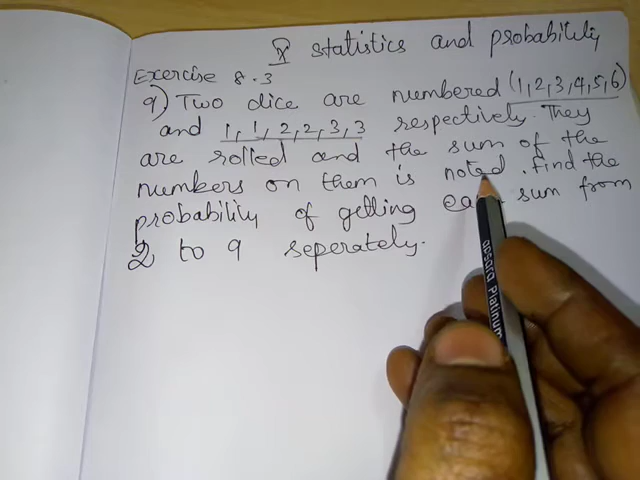 X statistics and probability
Exercise 8.3
9) Two dice are numbered (1,2,3,4,5,6)
and 1,1,2,2,3,3 respectively. They
are rolled and the sum of the
numbers on them is noted. find the
probability of getting sum from
2 to 9 seperately.
apsara Platinum